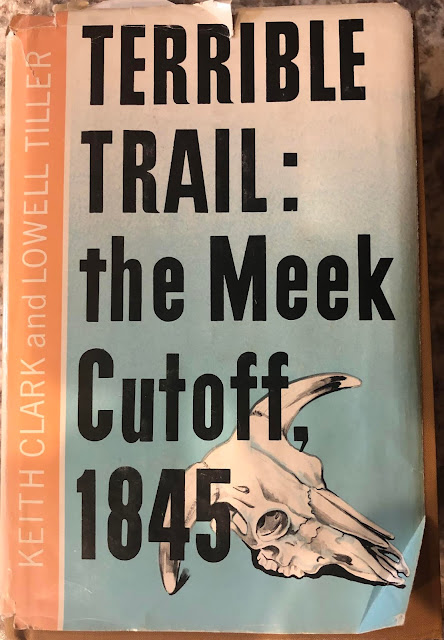 TERRIBLE
TRAIL:
the Meek
Cutoff,
1845
KEITH CLARK and LOWELL TILLER